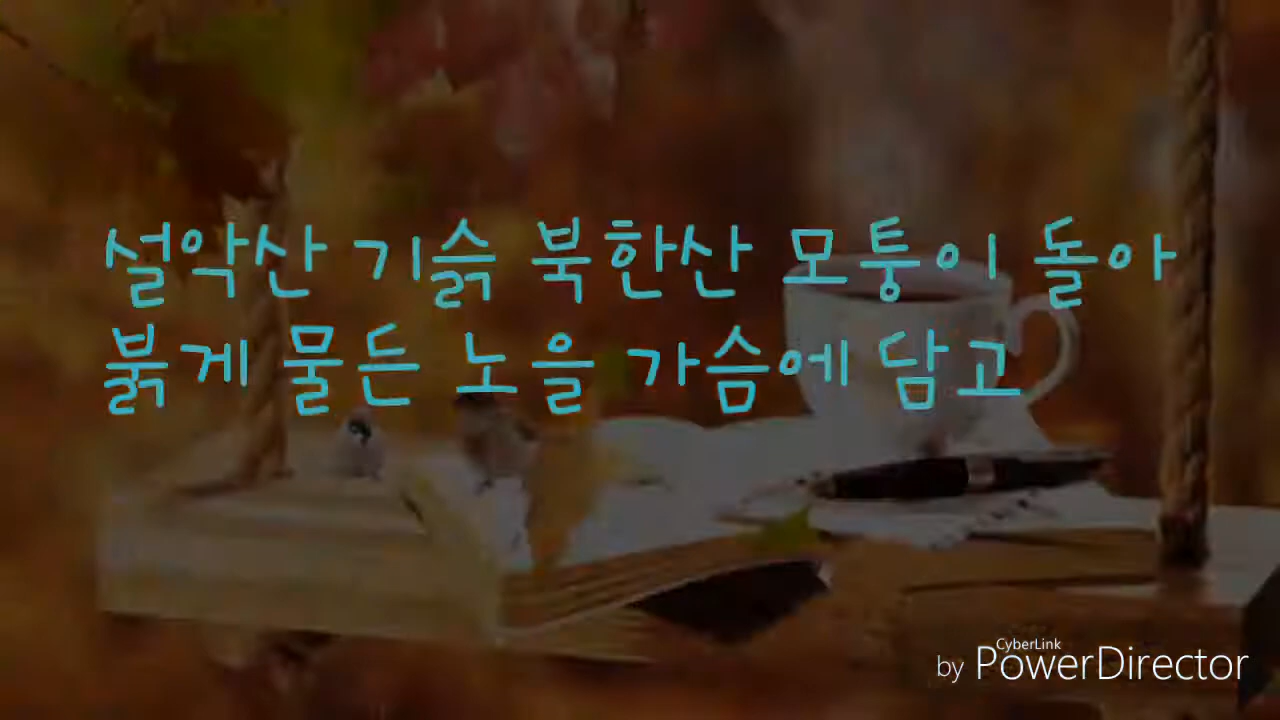 설악산 기슭 북한산 모퉁이 돌아
붉게 물든 노을 가슴에 담고
CyberLink
by PowerDirector